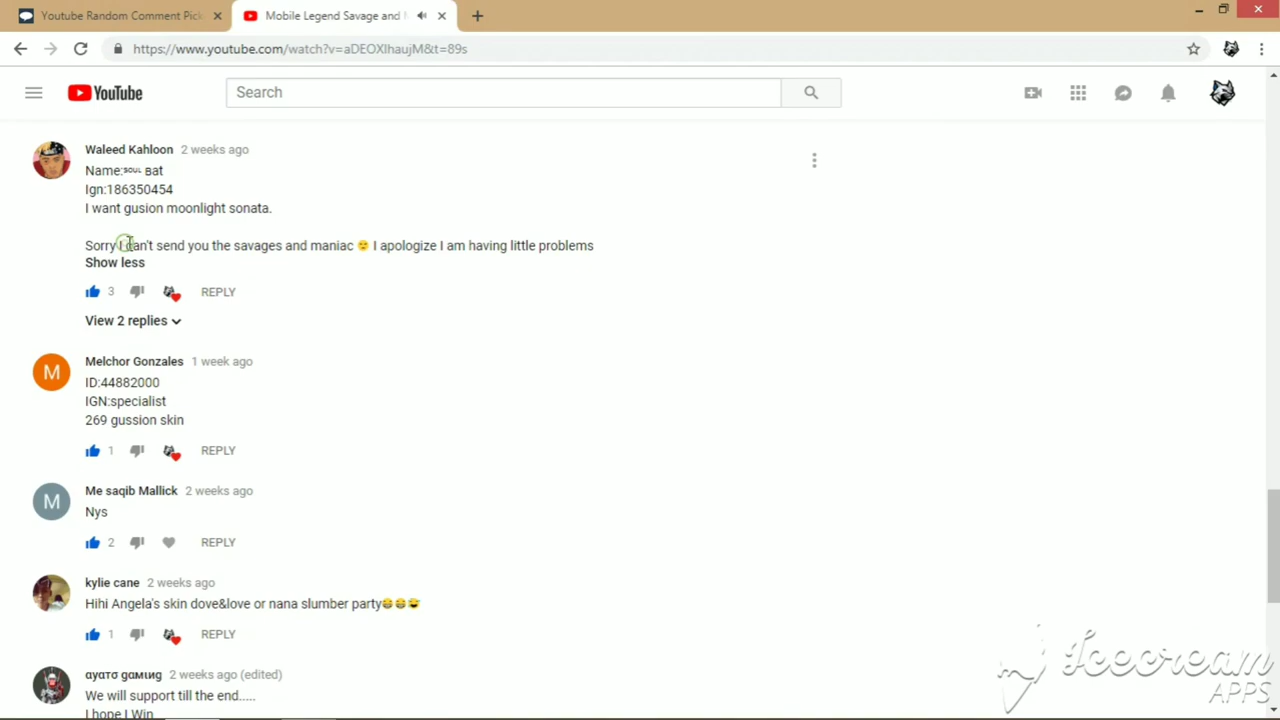 Youtube Random Comment Pick
Mobile Legend Savage and
https://www.youtube.com/watch?v=aDEOXIhaujM&t=89s
YouTube
Search
Waleed Kahloon 2 weeks ago
Name:ˢᴼᵁᴸ Bat
Ign:186350454
I want gusion moonlight sonata.
Sorry I can't send you the savages and maniac 😔 I apologize I am having little problems
Show less
3 REPLY
View 2 replies
M
Melchor Gonzales 1 week ago
ID:44882000
IGN:specialist
269 gussion skin
1 REPLY
M
Me saqib Mallick 2 weeks ago
Nys
2 REPLY
kylie cane 2 weeks ago
Hihi Angela's skin dove&love or nana slumber party😂😂😅
1 REPLY
αyαтσ gαмιиg 2 weeks ago (edited)
We will support till the end.....
I hope I Win
Icecream
APPS